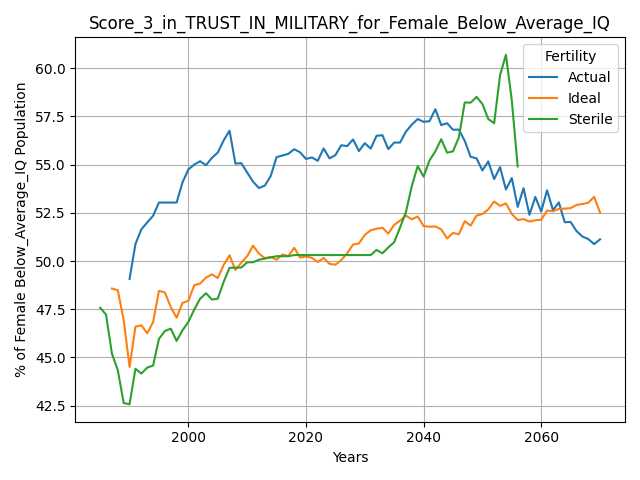 Score_3_in_TRUST_IN_MILITARY_for_Female_Below_Average_IQ
Fertility
Actual
Ideal
Sterile
% of Female Below_Average_IQ Population
60.0
57.5
55.0
52.5
50.0
47.5
45.0
42.5
2000
2020
2040
2060
Years